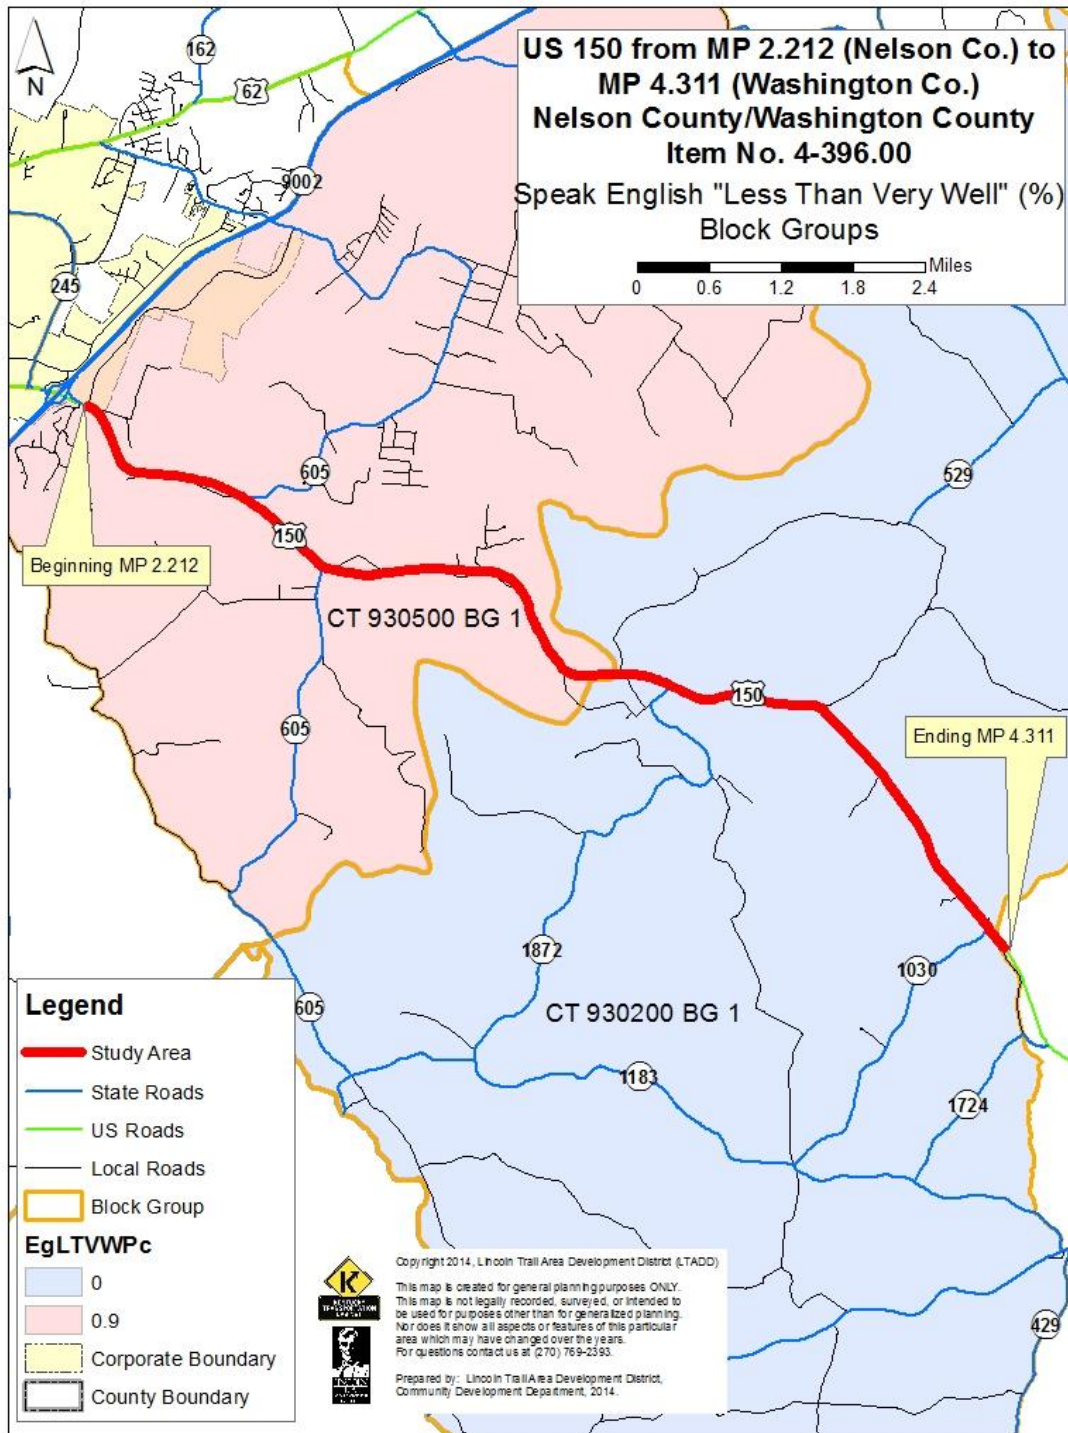 US 150 from MP 2.212 (Nelson Co.) to
MP 4.311 (Washington Co.)
Nelson County/Washington County
Item No. 4-396.00
Speak English "Less Than Very Well" (%)
Block Groups
Miles
0 0.6 1.2 1.8 2.4
N
162
62
9002
245
605
529
150
Beginning MP 2.212
CT 930500 BG 1
150
605
Ending MP 4.311
1872
1030
605
CT 930200 BG 1
1183
1724
429
Legend
Study Area
State Roads
US Roads
Local Roads
Block Group
EgLTVWPc
0
0.9
Corporate Boundary
County Boundary
KENTUCKY
TRANSPORTATION
CABINET
Copyright 2014, Lincoln Trail Area Development District (LTADD)
This map is created for general planning purposes ONLY.
This map is not legally recorded, surveyed, or intended to
be used for purposes other than for generalized planning.
Nor does it show all aspects or features of this particular
area which may have changed over the years.
For questions contact us at (270) 769-2393.
Prepared by: Lincoln Trail Area Development District,
Community Development Department, 2014.